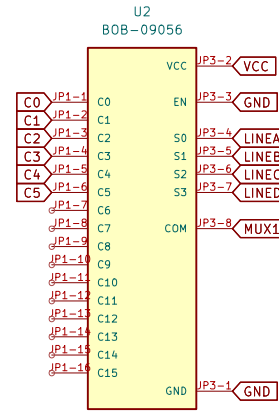 U2
BOB-09056
VCC JP3-2 VCC
C0 JP1-1 C0 EN JP3-3 GND
C1 JP1-2 C1
C2 JP1-3 C2 S0 JP3-4 LINEA
C3 JP1-4 C3 S1 JP3-5 LINEB
C4 JP1-5 C4 S2 JP3-6 LINEC
C5 JP1-6 C5 S3 JP3-7 LINED
JP1-7 C6
JP1-8 C7 COM JP3-8 MUX1
JP1-9 C8
JP1-10 C9
JP1-11 C10
JP1-12 C11
JP1-13 C12
JP1-14 C13
JP1-15 C14
JP1-16 C15
GND JP3-1 GND